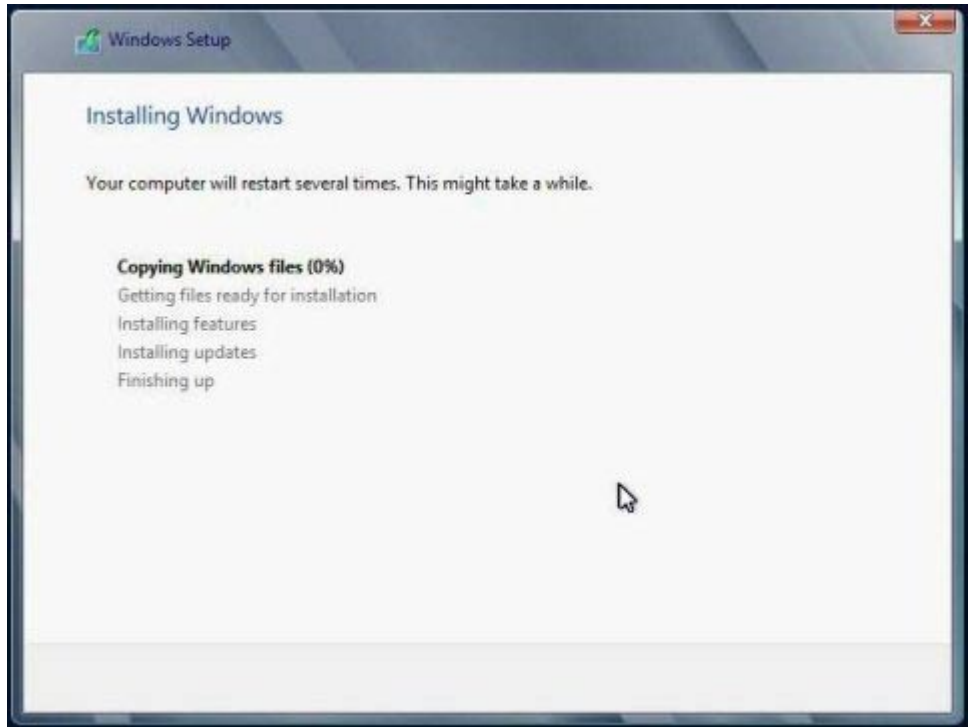 Windows Setup
Installing Windows
Your computer will restart several times. This might take a while.
Copying Windows files (0%)
Getting files ready for installation
Installing features
Installing updates
Finishing up